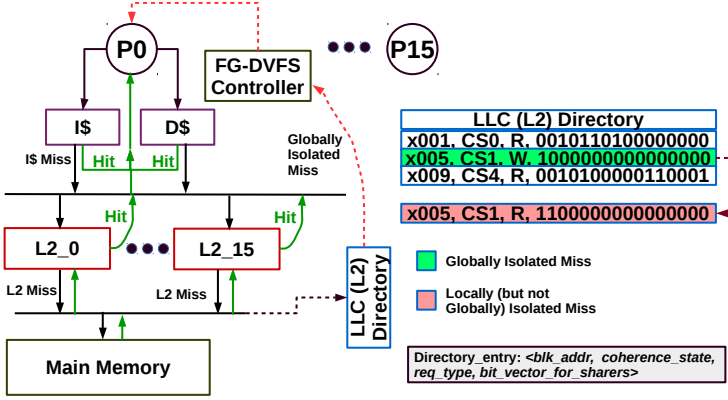 P0
P15
FG-DVFS
Controller
I$
D$
I$ Miss
Hit
Hit
Globally
Isolated
Miss
Hit
Hit
L2_0
L2_15
L2 Miss
L2 Miss
LLC (L2)
Directory
Main Memory
LLC (L2) Directory
x001, CS0, R, 0010110100000000
x005, CS1, W, 1000000000000000
x009, CS4, R, 0010100000110001
x005, CS1, R, 1100000000000000
Globally Isolated Miss
Locally (but not
Globally) Isolated Miss
Directory_entry: <blk_addr, coherence_state,
req_type, bit_vector_for_sharers>